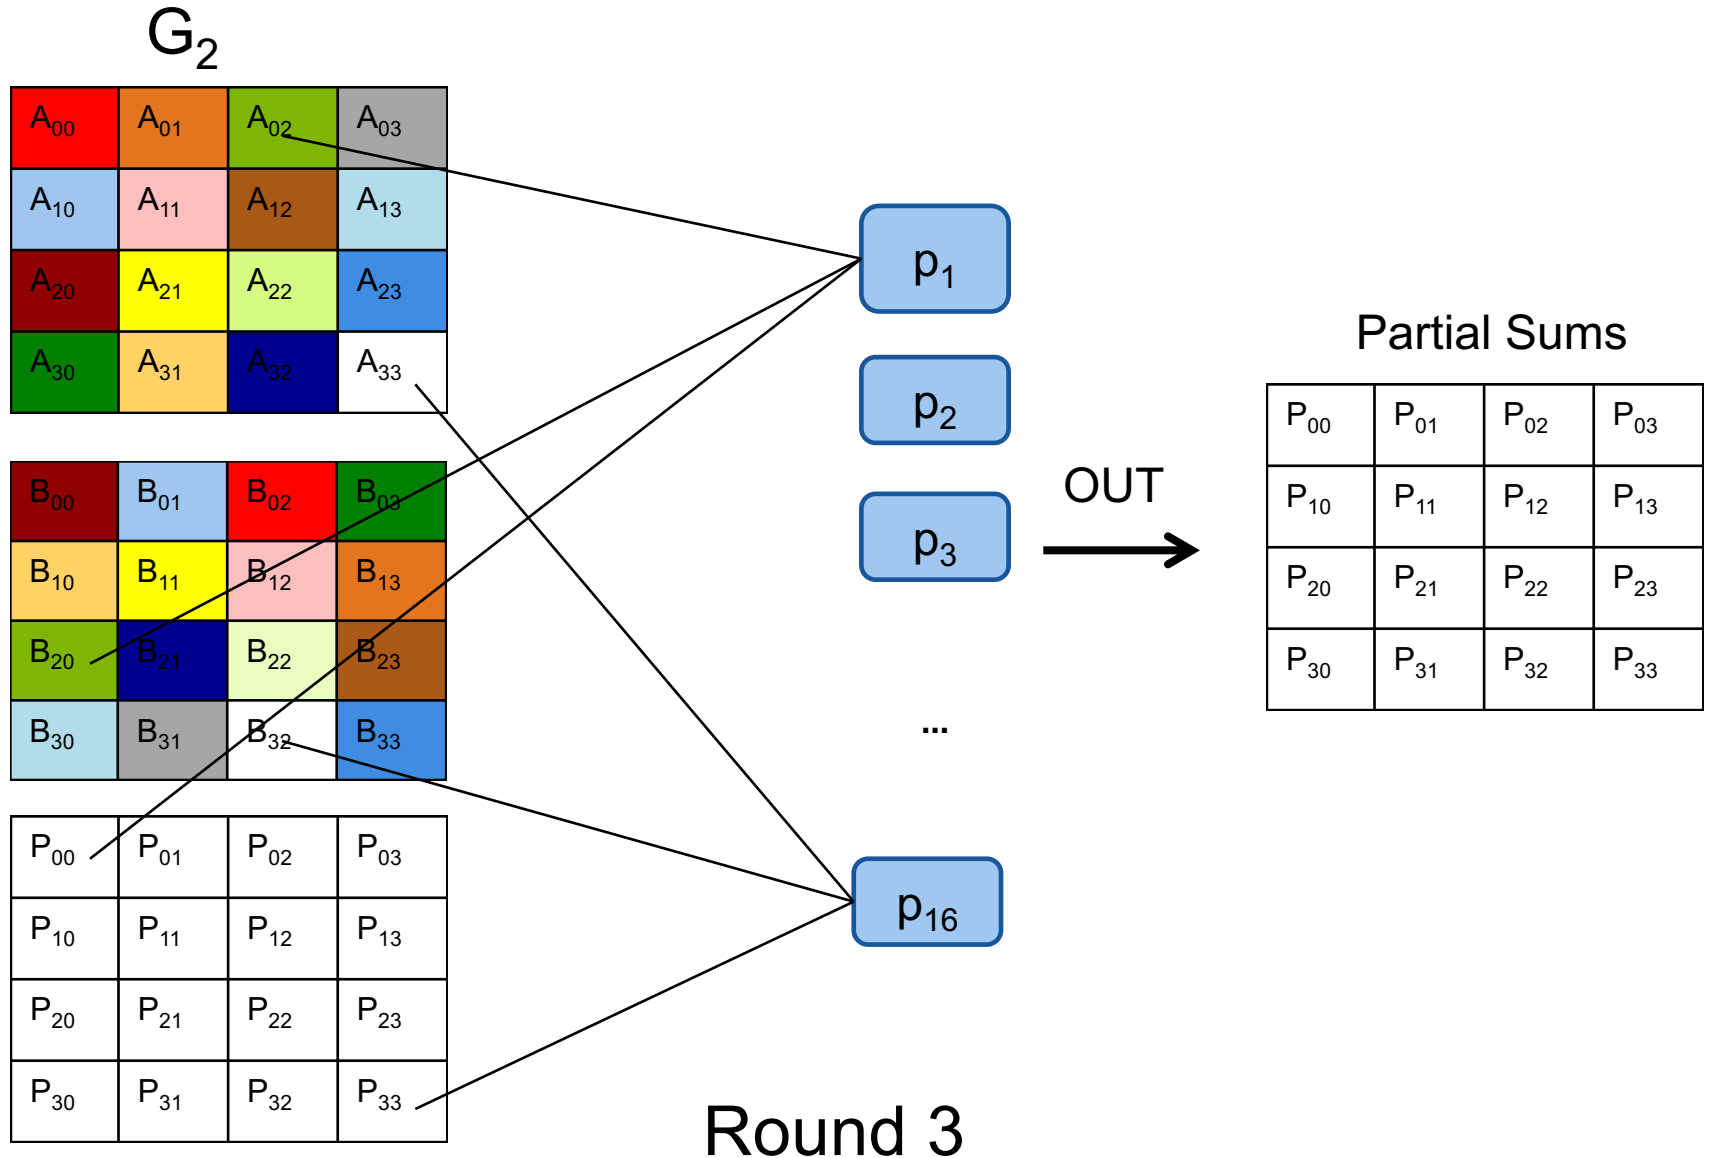 G₂
A₀₀ A₀₁ A₀₂ A₀₃
A₁₀ A₁₁ A₁₂ A₁₃
A₂₀ A₂₁ A₂₂ A₂₃
A₃₀ A₃₁ A₃₂ A₃₃
B₀₀ B₀₁ B₀₂ B₀₃
B₁₀ B₁₁ B₁₂ B₁₃
B₂₀ B₂₁ B₂₂ B₂₃
B₃₀ B₃₁ B₃₂ B₃₃
P₀₀ P₀₁ P₀₂ P₀₃
P₁₀ P₁₁ P₁₂ P₁₃
P₂₀ P₂₁ P₂₂ P₂₃
P₃₀ P₃₁ P₃₂ P₃₃
p₁
p₂
p₃
...
p₁₆
OUT
Partial Sums
P₀₀ P₀₁ P₀₂ P₀₃
P₁₀ P₁₁ P₁₂ P₁₃
P₂₀ P₂₁ P₂₂ P₂₃
P₃₀ P₃₁ P₃₂ P₃₃
Round 3